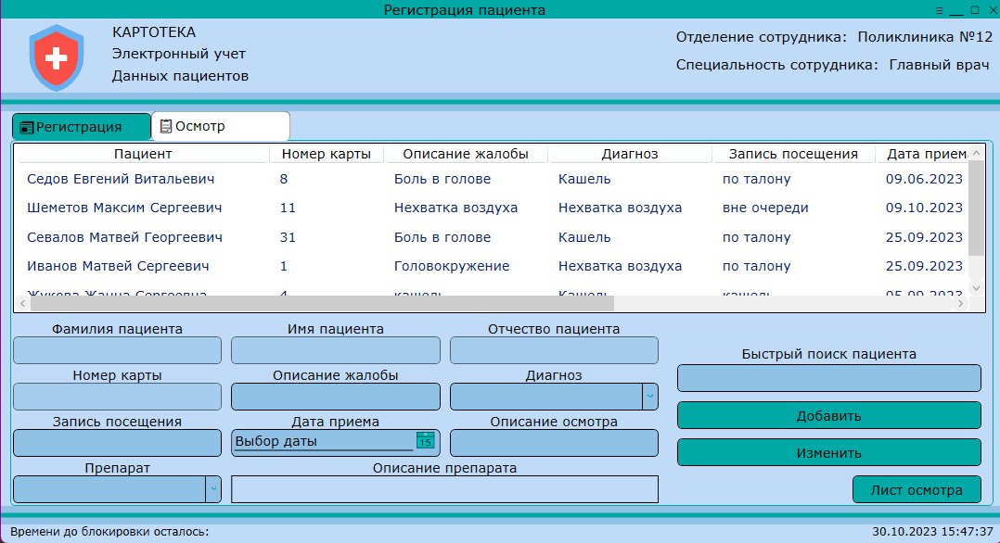 Регистрация пациента
КАРТОТЕКА
Электронный учет
Данных пациентов
Отделение сотрудника: Поликлиника №12
Специальность сотрудника: Главный врач
Регистрация Осмотр
Пациент Номер карты Описание жалобы Диагноз Запись посещения Дата прием
Седов Евгений Витальевич 8 Боль в голове Кашель по талону 09.06.2023
Шеметов Максим Сергеевич 11 Нехватка воздуха Нехватка воздуха вне очереди 09.10.2023
Севалов Матвей Георгеевич 31 Боль в голове Кашель по талону 25.09.2023
Иванов Матвей Сергеевич 1 Головокружение Нехватка воздуха по талону 25.09.2023
Жукова Жанна Сергеевна 4 кашель Кашель кашель 05.09.2023
Фамилия пациента Имя пациента Отчество пациента
Быстрый поиск пациента
Номер карты Описание жалобы Диагноз
Добавить
Запись посещения Дата приема Описание осмотра
Выбор даты 15
Изменить
Препарат Описание препарата
Лист осмотра
Времени до блокировки осталось: 30.10.2023 15:47:37